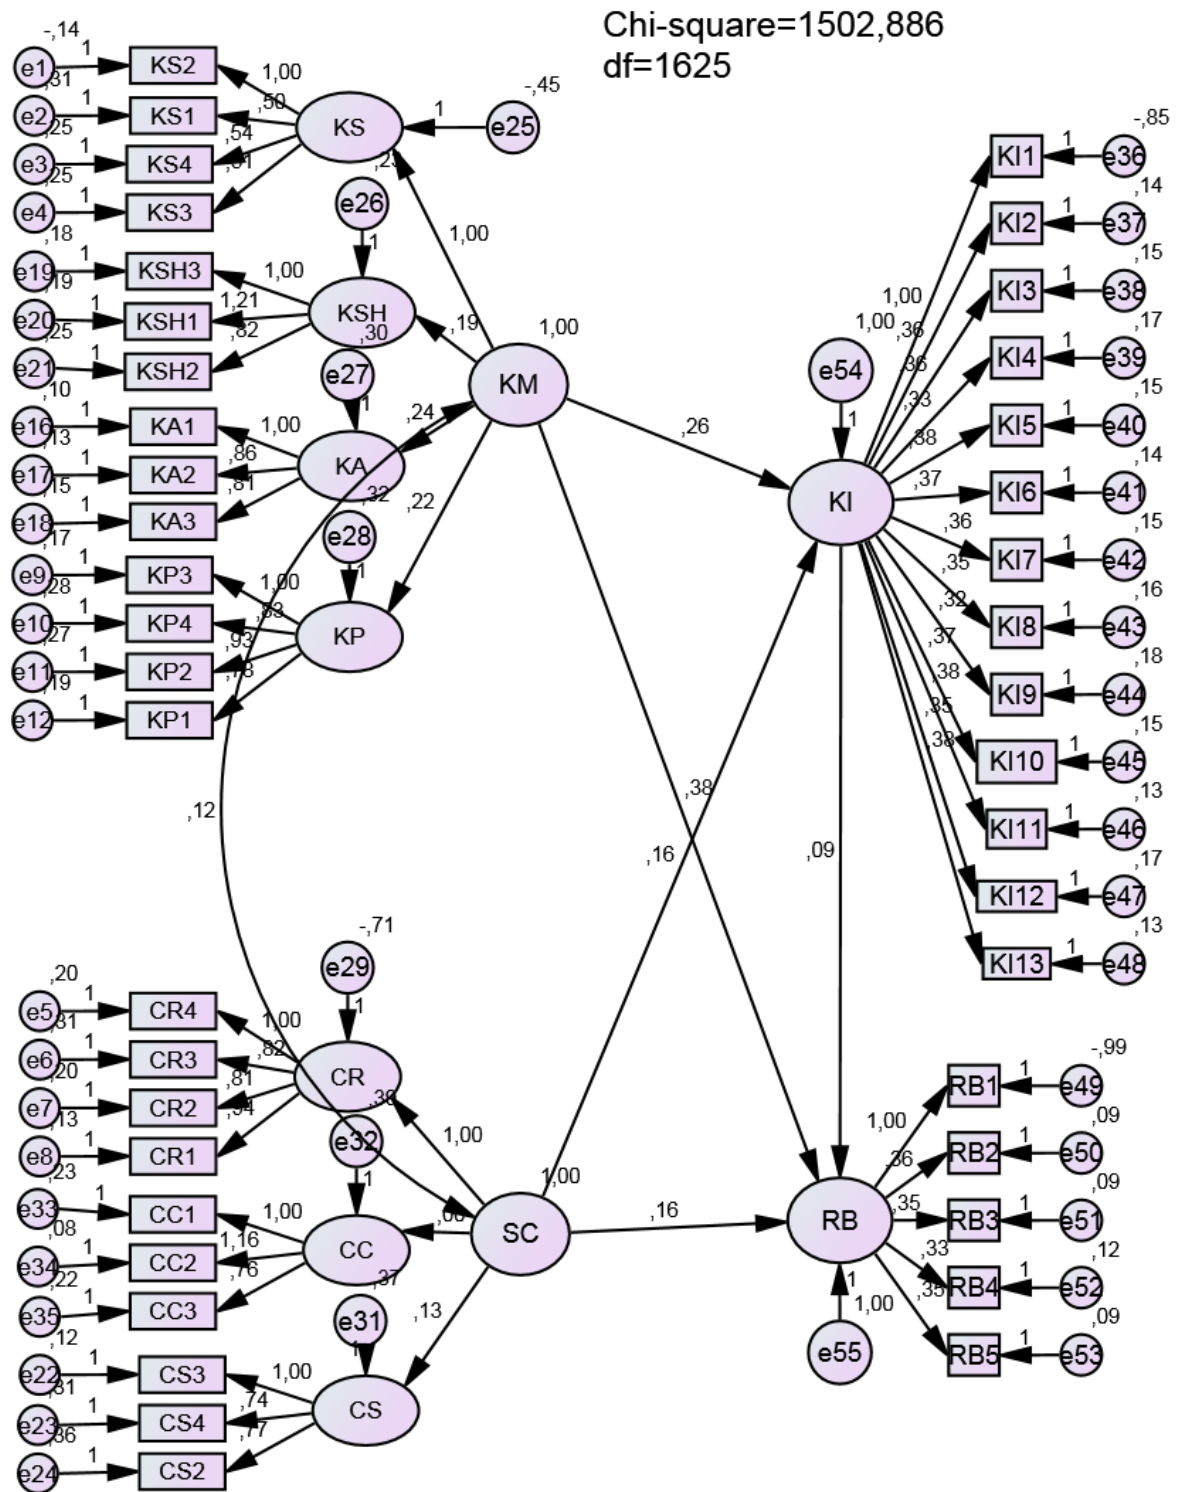 Chi-square=1502,886
df=1625
-,14
e1
1
KS2
1,00
,31
e2
1
KS1
,50
,25
e3
1
KS4
,54
,25
e4
1
KS3
KS
1
e25
-,45
e26
1
,18
e19
1
KSH3
1,00
,19
e20
1
KSH1
1,21
,25
e21
1
KSH2
,82
KSH
,30
e27
1
,10
e16
1
KA1
1,00
,13
e17
1
KA2
,86
,15
e18
1
KA3
,81
KA
,32
e28
1
,17
e9
1
KP3
1,00
,28
e10
1
KP4
,83
,27
e11
1
KP2
,93
,19
e12
1
KP1
KP
1,00
,19
,24
,22
KM
1,00
,26
,12
,38
,16
,09
-,71
e29
1
,20
e5
1
CR4
1,00
,31
e6
1
CR3
,82
,20
e7
1
CR2
,81
,13
e8
1
CR1
CR
e32
1
,23
e33
1
CC1
1,00
,08
e34
1
CC2
1,16
,22
e35
1
CC3
,76
CC
,37
e31
1
,12
e22
1
CS3
1,00
,31
e23
1
CS4
,74
,36
e24
1
CS2
,77
CS
1,00
,13
SC
1,00
,16
e54
1,00
1
KI
1,00
KI1
1
e36
-,85
,36
KI2
1
e37
,14
,36
KI3
1
e38
,15
,33
KI4
1
e39
,17
,38
KI5
1
e40
,15
,37
KI6
1
e41
,14
,36
KI7
1
e42
,15
,35
KI8
1
e43
,16
,32
KI9
1
e44
,18
,37
KI10
1
e45
,15
,38
KI11
1
e46
,13
,35
KI12
1
e47
,17
,38
KI13
1
e48
,13
RB
1
1,00
e55
1,00
RB1
1
e49
-,99
,36
RB2
1
e50
,09
,35
RB3
1
e51
,09
,33
RB4
1
e52
,12
,35
RB5
1
e53
,09